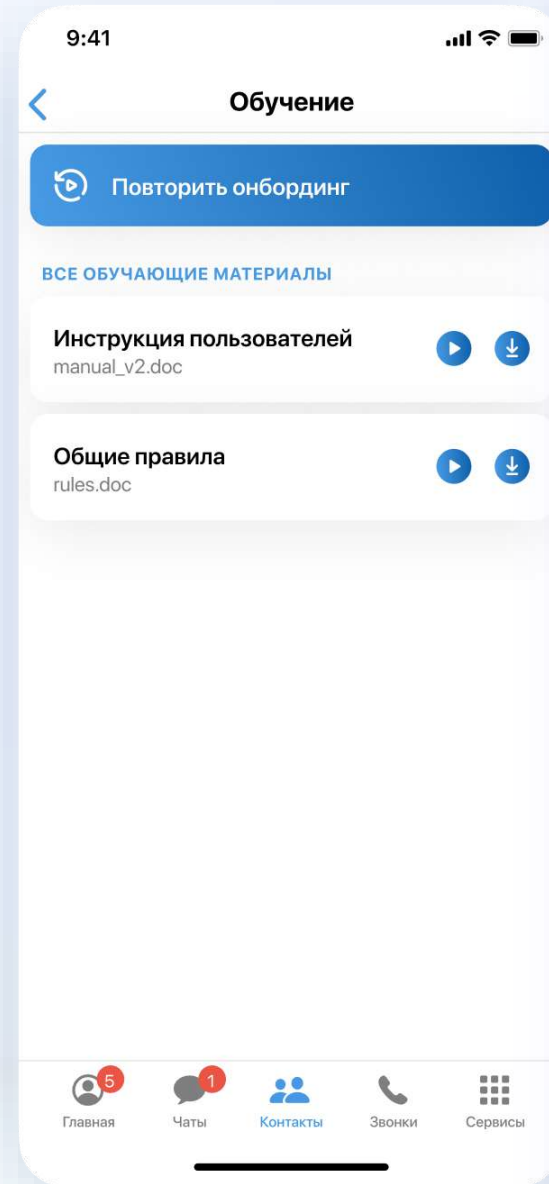 9:41
Обучение
Повторить онбординг
ВСЕ ОБУЧАЮЩИЕ МАТЕРИАЛЫ
Инструкция пользователей
manual_v2.doc
Общие правила
rules.doc
5
1
Главная
Чаты
Контакты
Звонки
Сервисы